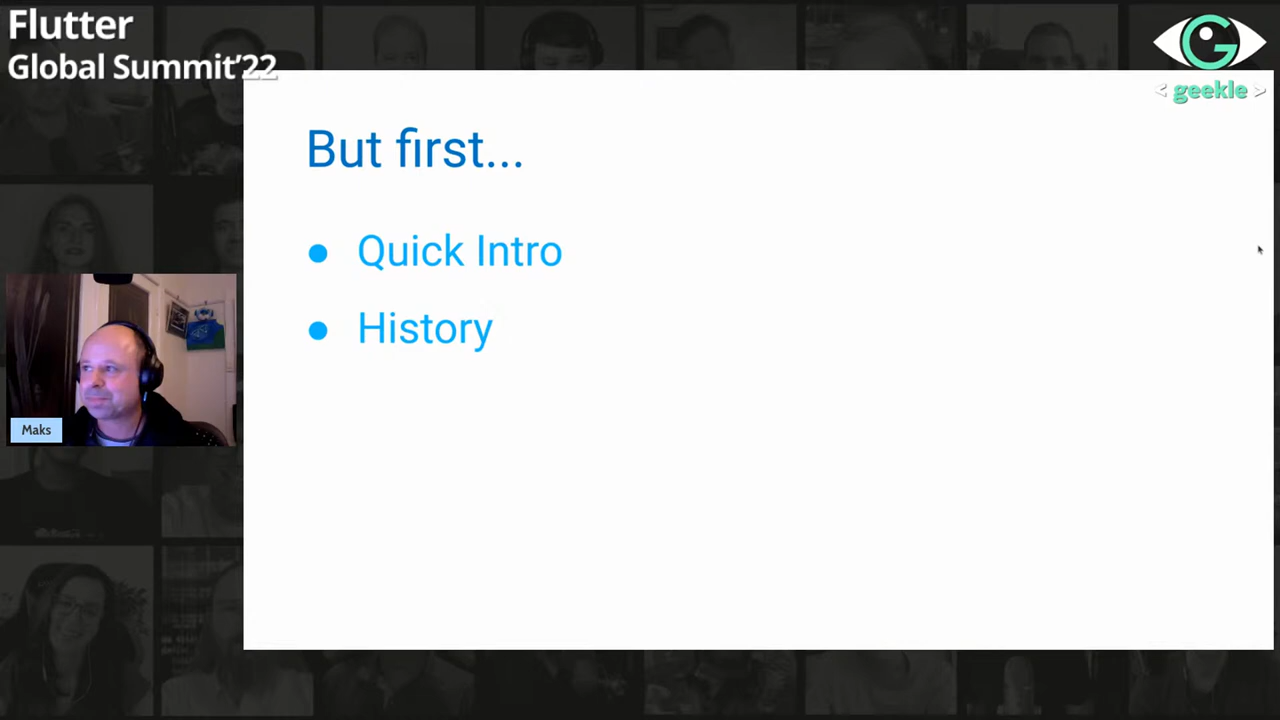 Flutter
Global Summit'22
< geekle >
But first...
● Quick Intro
● History
Maks